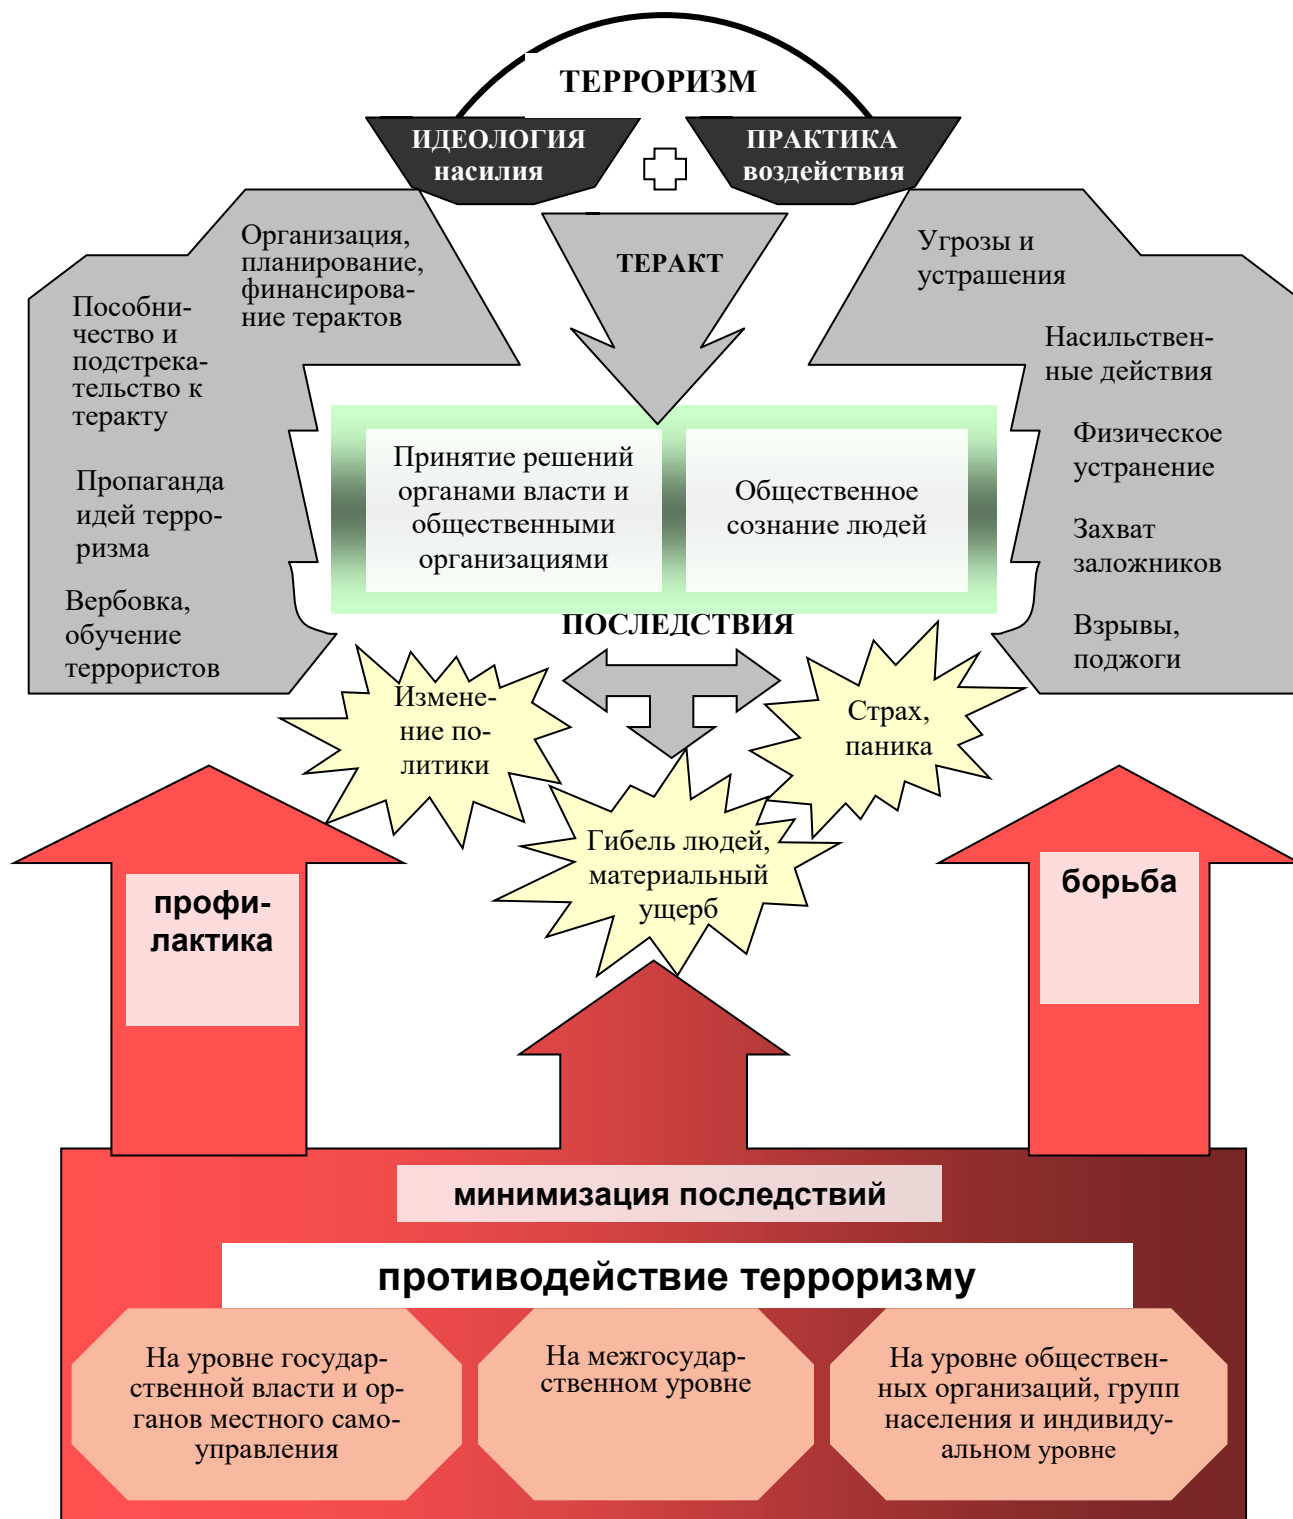 ТЕРРОРИЗМ
ИДЕОЛОГИЯ
насилия
ПРАКТИКА
воздействия
Организация,
планирование,
финансирова-
ние терактов
Пособни-
чество и
подстрека-
тельство к
теракту
Пропаганда
идей терро-
ризма
Вербовка,
обучение
террористов
ТЕРАКТ
Угрозы и
устрашения
Насильствен-
ные действия
Физическое
устранение
Захват
заложников
Взрывы,
поджоги
Принятие решений
органами власти и
общественными
организациями
Общественное
сознание людей
ПОСЛЕДСТВИЯ
Измене-
ние по-
литики
Страх,
паника
Гибель людей,
материальный
ущерб
профи-
лактика
борьба
минимизация последствий
противодействие терроризму
На уровне государ-
ственной власти и ор-
ганов местного само-
управления
На межгосудар-
ственном уровне
На уровне обществен-
ных организаций, групп
населения и индивиду-
альном уровне